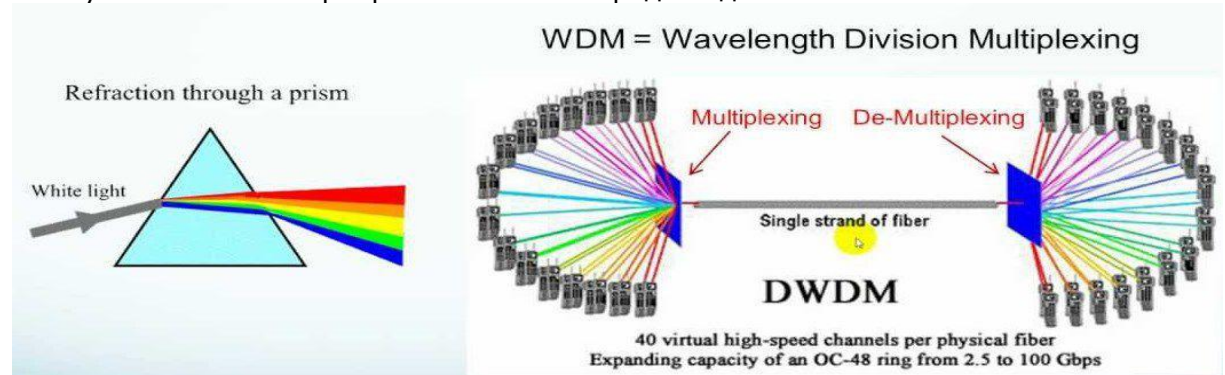 WDM = Wavelength Division Multiplexing
Refraction through a prism
White light
Multiplexing
De-Multiplexing
Single strand of fiber
DWDM
40 virtual high-speed channels per physical fiber
Expanding capacity of an OC-48 ring from 2.5 to 100 Gbps